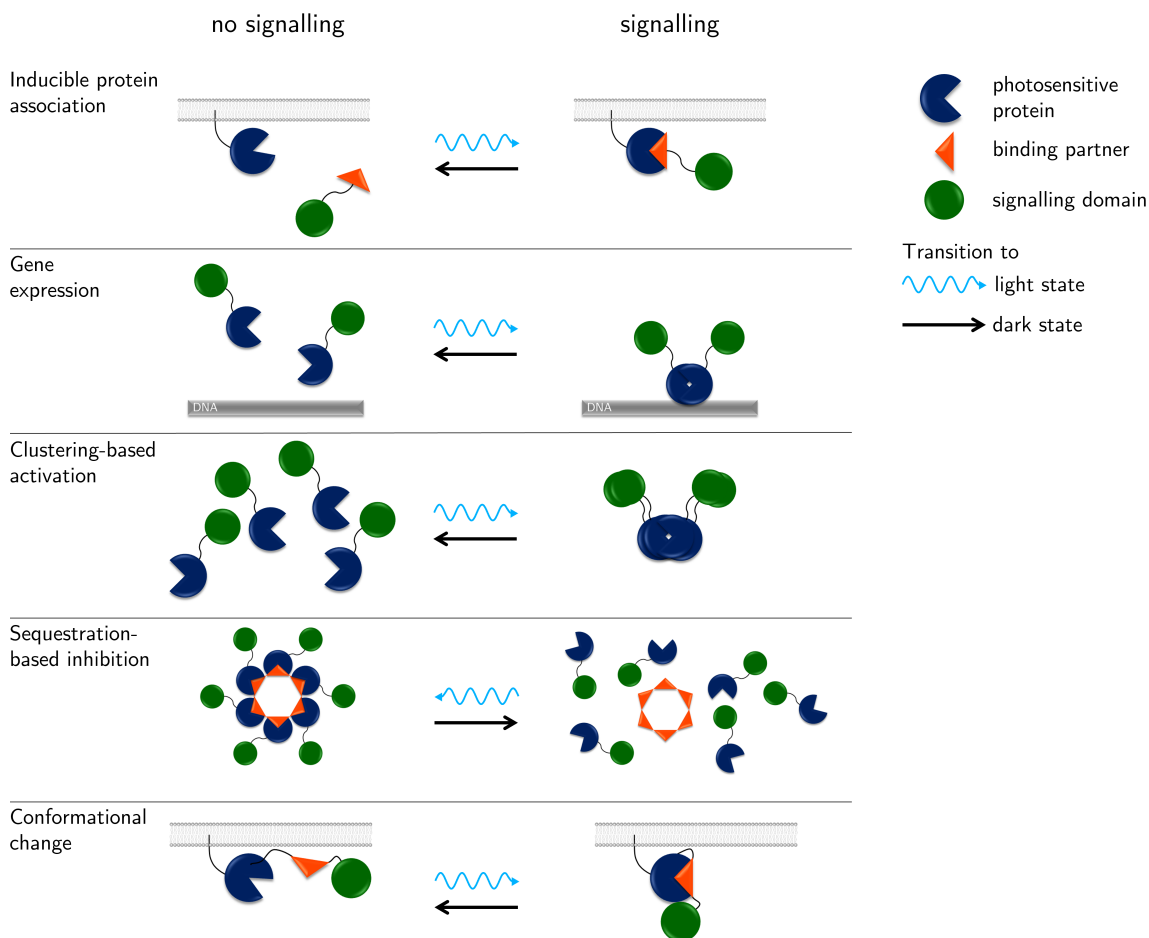 no signalling
signalling
Inducible protein
association
photosensitive
protein
binding partner
signalling domain
Transition to
light state
dark state
Gene
expression
DNA
DNA
Clustering-based
activation
Sequestration-
based inhibition
Conformational
change